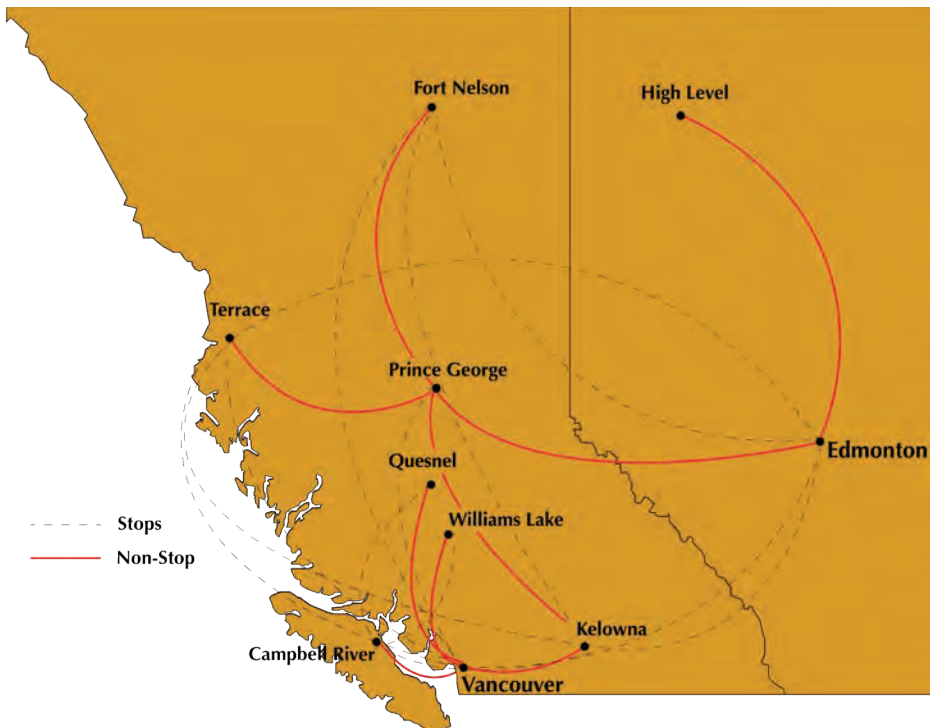 Fort Nelson
High Level
Terrace
Prince George
Edmonton
Quesnel
Williams Lake
Stops
Non-Stop
Kelowna
Campbell River
Vancouver